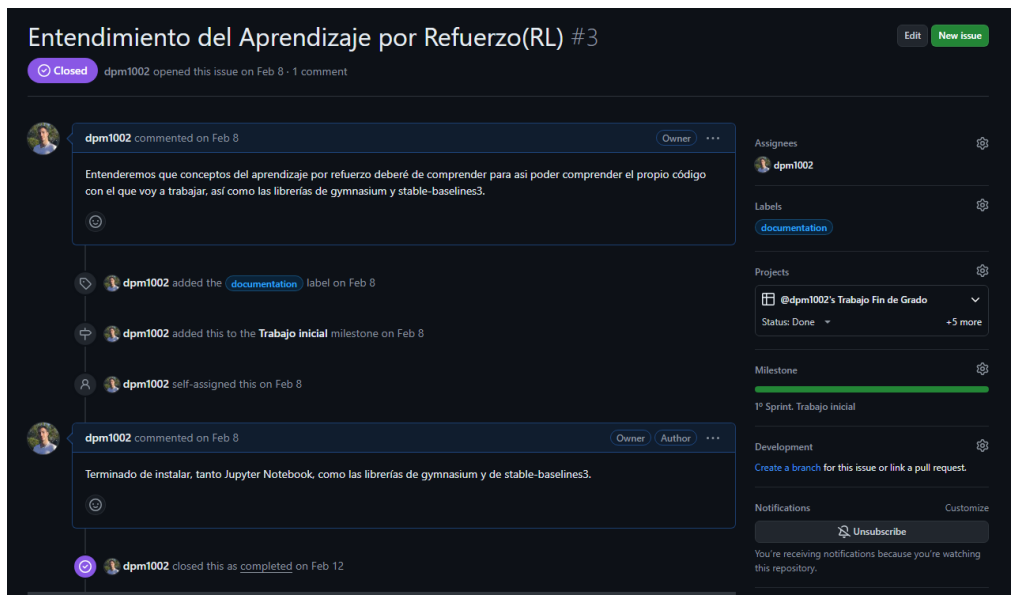 Entendimiento del Aprendizaje por Refuerzo(RL) #3
Edit
New issue
Closed
dpm1002 opened this issue on Feb 8 · 1 comment
dpm1002 commented on Feb 8
Owner
Entenderemos que conceptos del aprendizaje por refuerzo deberé de comprender para asi poder comprender el propio código
con el que voy a trabajar, así como las librerías de gymnasium y stable-baselines3.
dpm1002 added the documentation label on Feb 8
dpm1002 added this to the Trabajo inicial milestone on Feb 8
dpm1002 self-assigned this on Feb 8
dpm1002 commented on Feb 8
Owner
Author
Terminado de instalar, tanto Jupyter Notebook, como las librerías de gymnasium y de stable-baselines3.
dpm1002 closed this as completed on Feb 12
Assignees
dpm1002
Labels
documentation
Projects
@dpm1002's Trabajo Fin de Grado
Status: Done
+5 more
Milestone
1º Sprint. Trabajo inicial
Development
Create a branch for this issue or link a pull request.
Notifications
Customize
Unsubscribe
You're receiving notifications because you're watching
this repository.